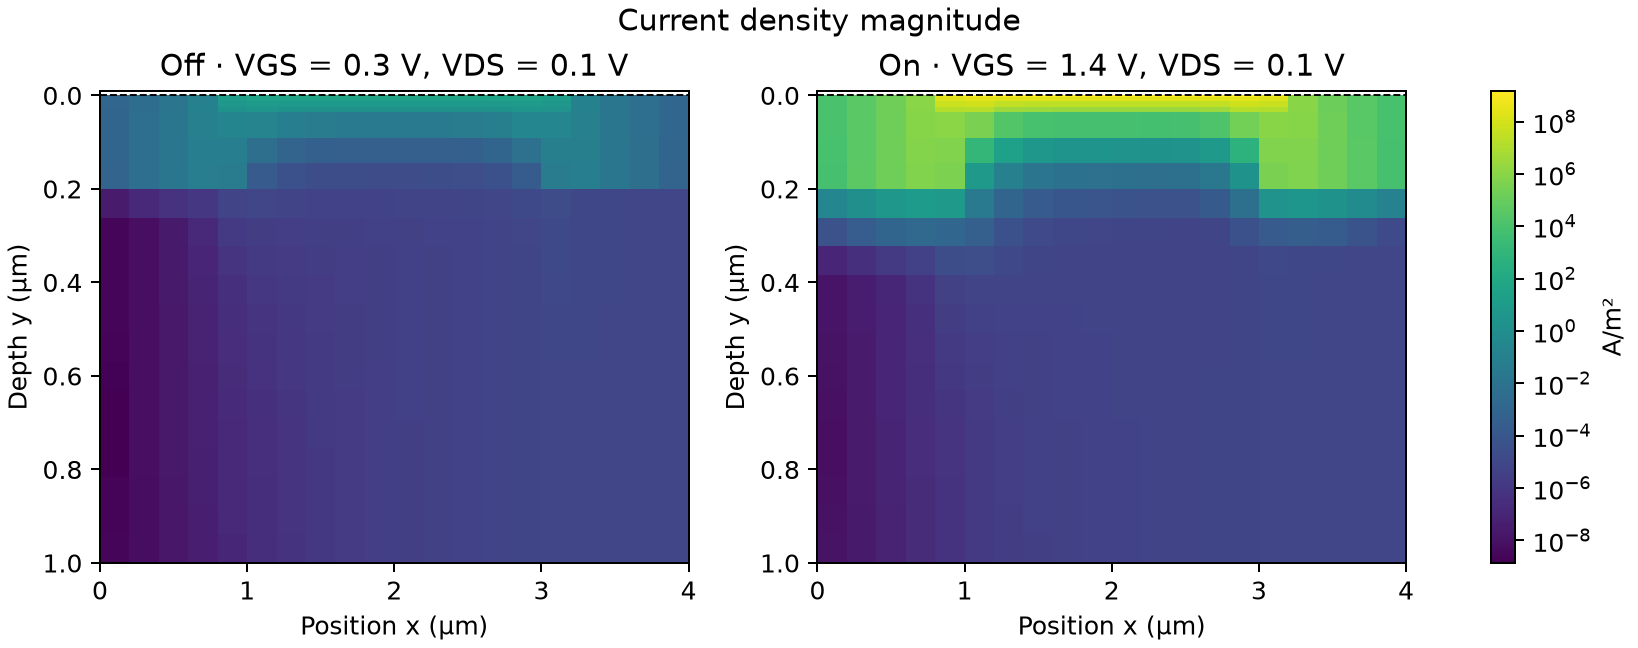 Current density magnitude
Off · VGS = 0.3 V, VDS = 0.1 V
On · VGS = 1.4 V, VDS = 0.1 V
0.0
0.2
0.4
0.6
0.8
1.0
Depth y (μm)
0 1 2 3 4
Position x (μm)
0.0
0.2
0.4
0.6
0.8
1.0
Depth y (μm)
0 1 2 3 4
Position x (μm)
10⁸
10⁶
10⁴
10²
10⁰
10⁻²
10⁻⁴
10⁻⁶
10⁻⁸
A/m²